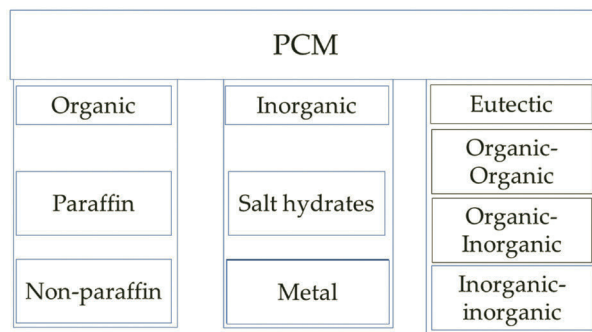 PCM
Organic
Paraffin
Non-paraffin
Inorganic
Salt hydrates
Metal
Eutectic
Organic-
Organic
Organic-
Inorganic
Inorganic-
inorganic